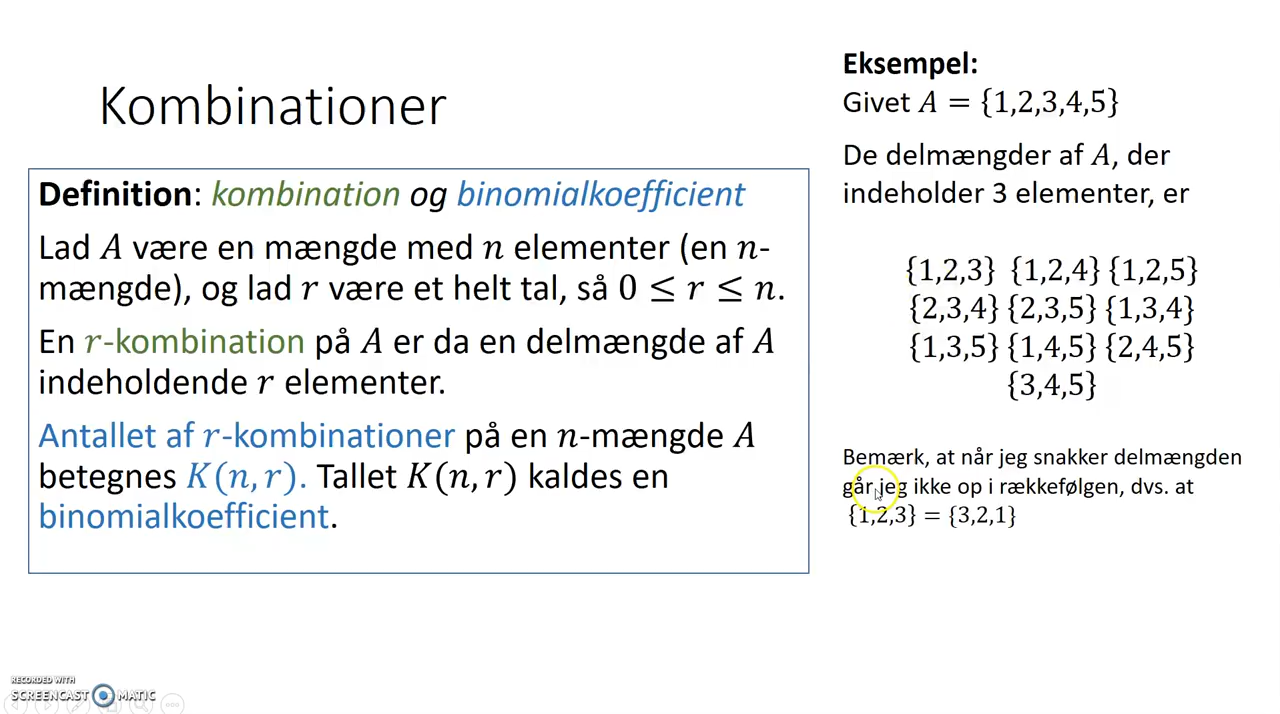 Kombinationer
Definition: kombination og binomialkoefficient
Lad A være en mængde med n elementer (en n-
mængde), og lad r være et helt tal, så 0 ≤ r ≤ n.
En r-kombination på A er da en delmængde af A
indeholdende r elementer.
Antallet af r-kombinationer på en n-mængde A
betegnes K(n, r). Tallet K(n, r) kaldes en
binomialkoefficient.
Eksempel:
Givet A = {1,2,3,4,5}
De delmængder af A, der
indeholder 3 elementer, er
{1,2,3} {1,2,4} {1,2,5}
{2,3,4} {2,3,5} {1,3,4}
{1,3,5} {1,4,5} {2,4,5}
{3,4,5}
Bemærk, at når jeg snakker delmængden
går jeg ikke op i rækkefølgen, dvs. at
{1,2,3} = {3,2,1}
RECORDED WITH
SCREENCAST MATIC